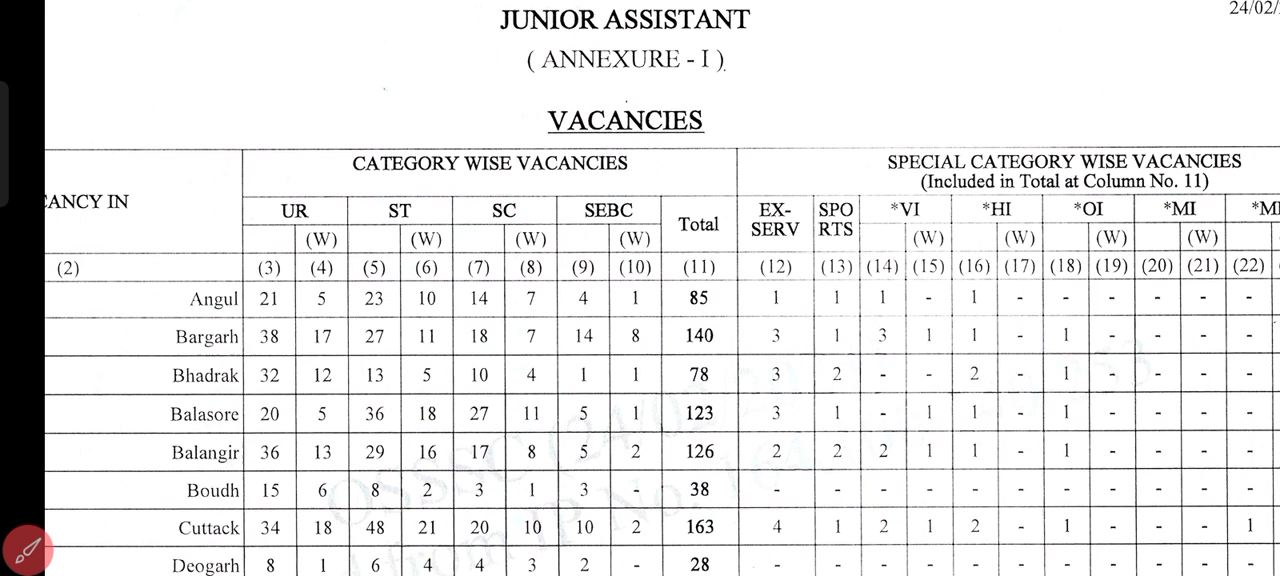 24/02/
JUNIOR ASSISTANT
( ANNEXURE - I ).
VACANCIES
CATEGORY WISE VACANCIES SPECIAL CATEGORY WISE VACANCIES
(Included in Total at Column No. 11)
ANCY IN UR ST SC SEBC Total EX-SERV SPORTS *VI *HI *OI *MI
(W) (W) (W) (W) (W) (W) (W) (W)
(2) (3) (4) (5) (6) (7) (8) (9) (10) (11) (12) (13) (14) (15) (16) (17) (18) (19) (20) (21) (22)
Angul 21 5 23 10 14 7 4 1 85 1 1 1 - 1 - - - - - -
Bargarh 38 17 27 11 18 7 14 8 140 3 1 3 1 1 - 1 - - - -
Bhadrak 32 12 13 5 10 4 1 1 78 3 2 - - 2 - 1 - - - -
Balasore 20 5 36 18 27 11 5 1 123 3 1 - 1 1 - 1 - - - -
Balangir 36 13 29 16 17 8 5 2 126 2 2 2 1 1 - 1 - - - -
Boudh 15 6 8 2 3 1 3 - 38 - - - - - - - - - - -
Cuttack 34 18 48 21 20 10 10 2 163 4 1 2 1 2 - 1 - - - 1
Deogarh 8 1 6 4 4 3 2 - 28 - - - - - - - - - - -
OSSSC (24/02/
from IP No.